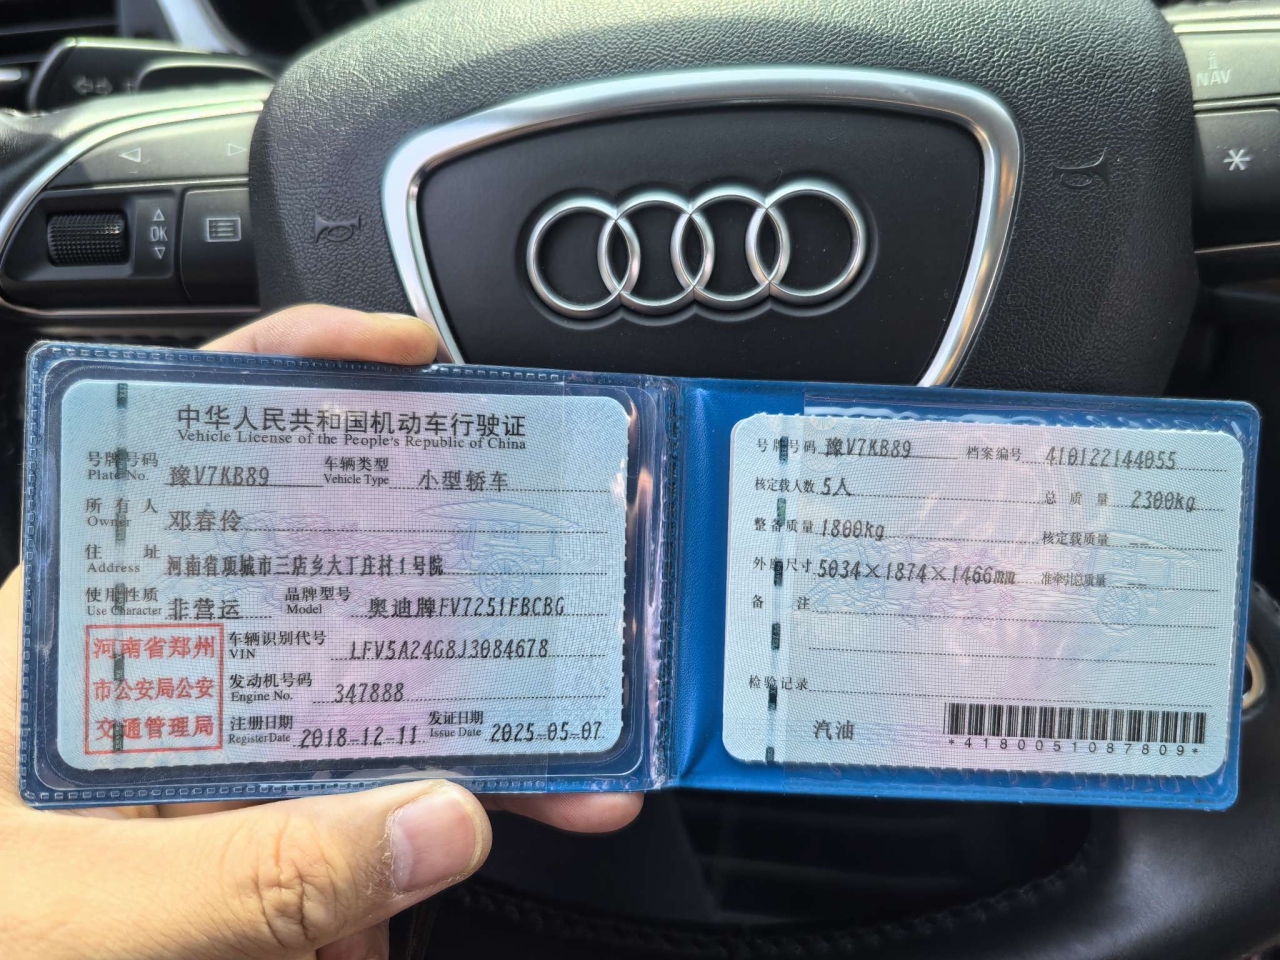 NAV
OK
中华人民共和国机动车行驶证
Vehicle License of the People's Republic of China
号牌号码 豫V7KB89 车辆类型 小型轿车
Plate No. Vehicle Type
所有人 邓春伶
Owner
住址 河南省项城市三店乡大丁庄村1号院
Address
使用性质 非营运 品牌型号 奥迪牌FV7251FBCBG
Use Character Model
河南省郑州市公安局公安交通管理局
车辆识别代号 LFV5A24G8J3084678
VIN
发动机号码 347888
Engine No.
注册日期 2018-12-11 发证日期 2025-05-07
Register Date Issue Date
号牌号码 豫V7KB89 档案编号 410122144055
核定载人数 5人 总质量 2300kg
整备质量 1800kg 核定载质量 --
外廓尺寸 5034×1874×1466mm 准牵引总质量 --
备注
检验记录
汽油
*4180051087809*